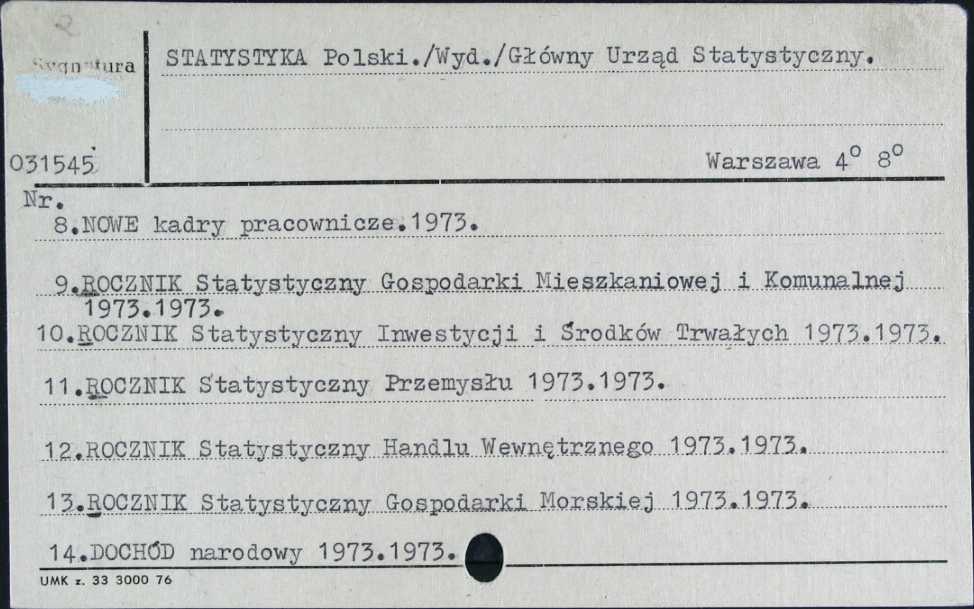 Sygnatura
STATYSTYKA Polski./Wyd./Główny Urząd Statystyczny.
031545
Warszawa 4° 8°
Nr.
8.NOWE kadry pracownicze.1973.
9.ROCZNIK Statystyczny Gospodarki Mieszkaniowej i Komunalnej
1973.1973.
10.ROCZNIK Statystyczny Inwestycji i Środków Trwałych 1973.1973.
11.ROCZNIK Statystyczny Przemysłu 1973.1973.
12.ROCZNIK Statystyczny Handlu Wewnętrznego 1973.1973.
13.ROCZNIK Statystyczny Gospodarki Morskiej 1973.1973.
14.DOCHÓD narodowy 1973.1973.
UMK z. 33 3000 76